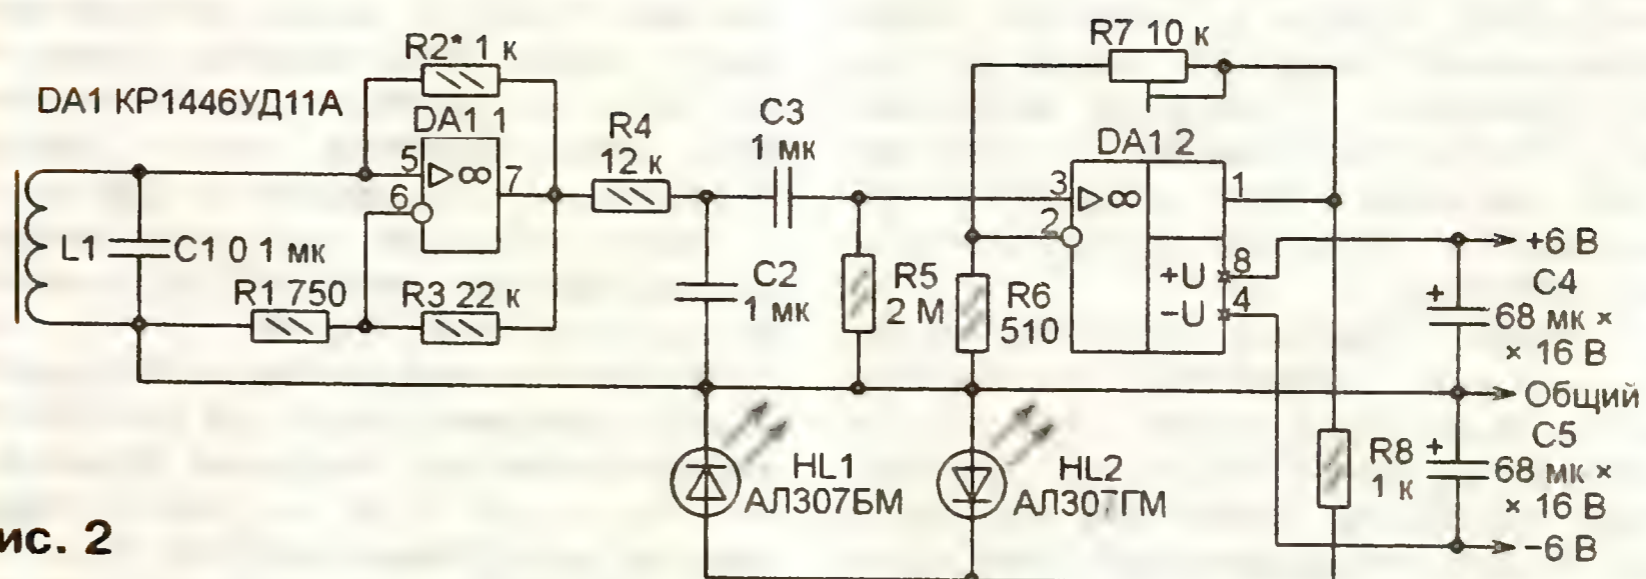 R2* 1 к
R7 10 к
DA1 КР1446УД11А
DA1 1
R4
12 к
C3
1 мк
DA1 2
5
6
7
▷∞
3
2
▷∞
1
8
4
+U
−U
L1
C1 0 1 мк
R1 750
R3 22 к
C2
1 мк
R5
2 М
R6
510
+6 В
C4
68 мк ×
× 16 В
+
Общий
C5
68 мк ×
× 16 В
+
−6 В
R8
1 к
HL1
АЛ307БМ
HL2
АЛ307ГМ
ис. 2